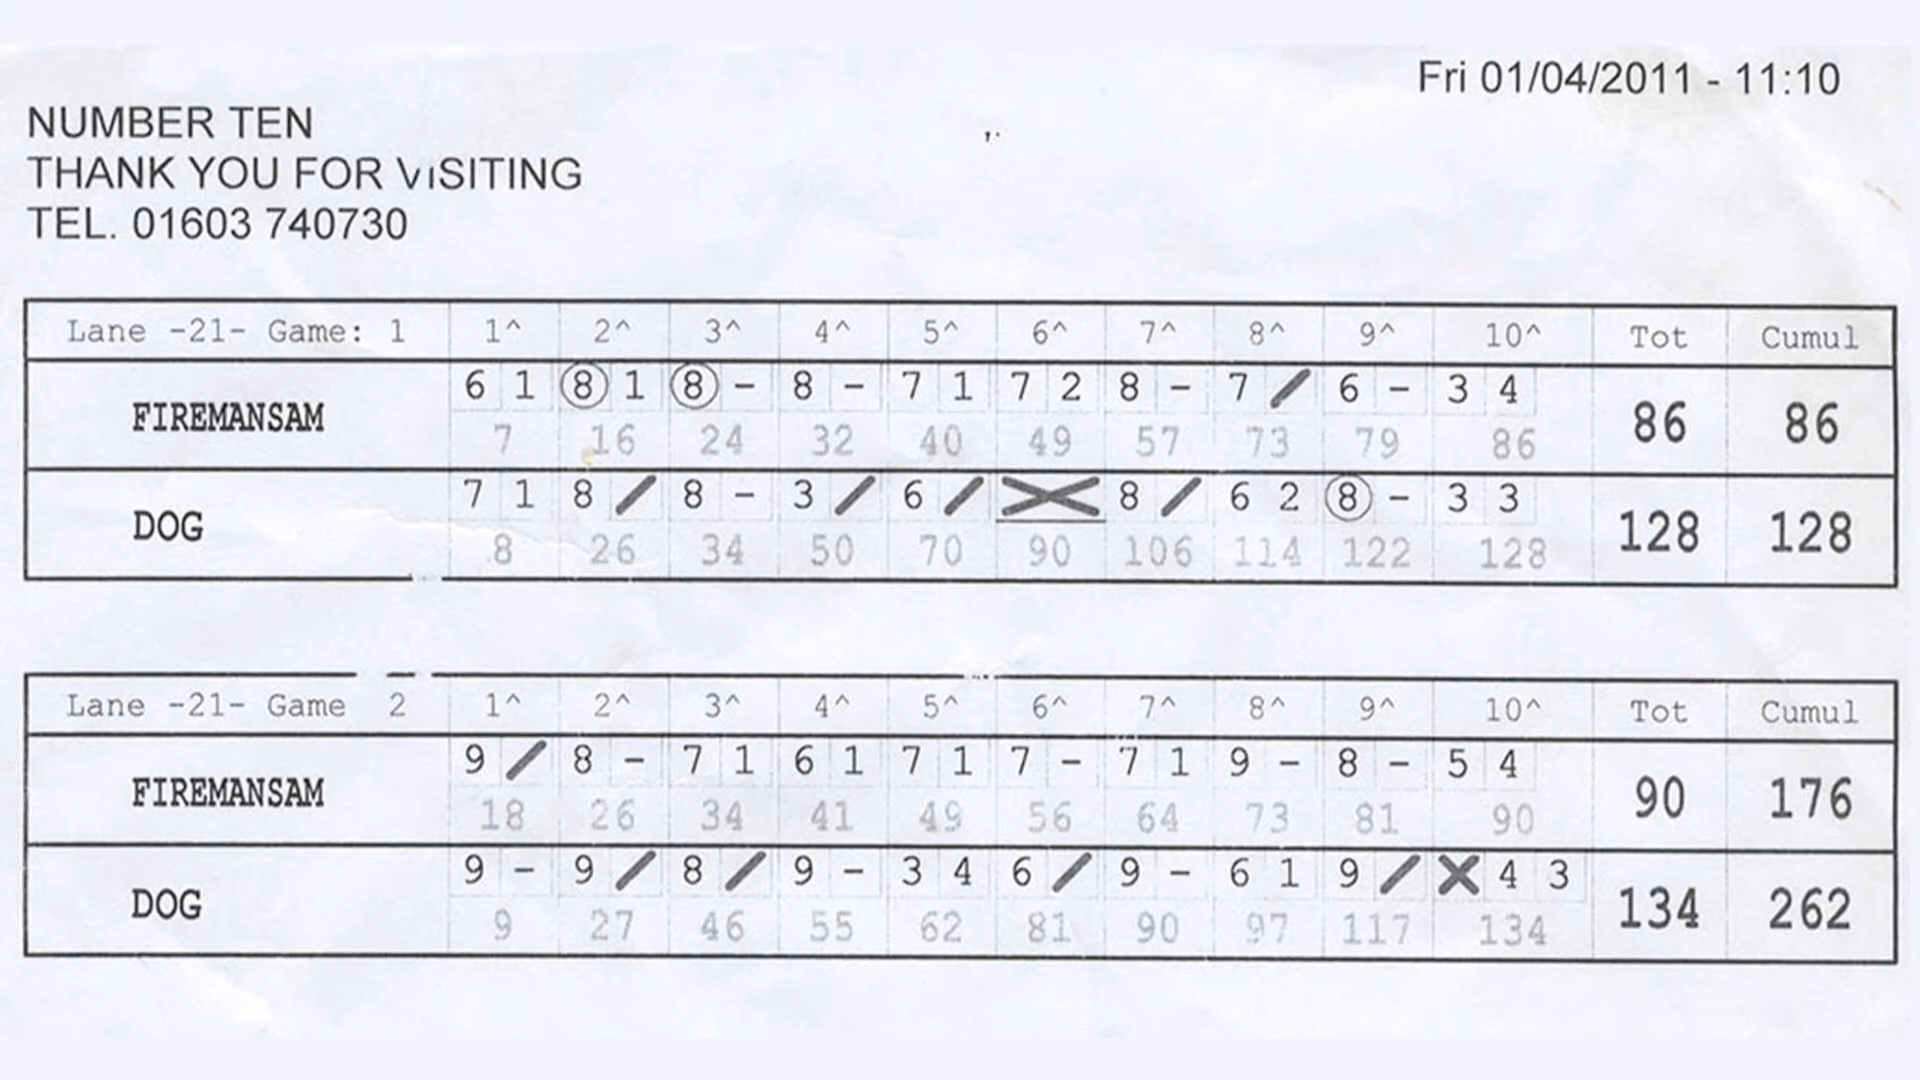 Fri 01/04/2011 - 11:10
NUMBER TEN
THANK YOU FOR VISITING
TEL. 01603 740730
Lane -21- Game: 1 1^ 2^ 3^ 4^ 5^ 6^ 7^ 8^ 9^ 10^ Tot Cumul
6 1 8 1 8 - 8 - 7 1 7 2 8 - 7 / 6 - 3 4
FIREMANSAM 86 86
7 16 24 32 40 49 57 73 79 86
7 1 8 / 8 - 3 / 6 / X 8 / 6 2 8 - 3 3
DOG 128 128
8 26 34 50 70 90 106 114 122 128
Lane -21- Game 2 1^ 2^ 3^ 4^ 5^ 6^ 7^ 8^ 9^ 10^ Tot Cumul
9 / 8 - 7 1 6 1 7 1 7 - 7 1 9 - 8 - 5 4
FIREMANSAM 90 176
18 26 34 41 49 56 64 73 81 90
9 - 9 / 8 / 9 - 3 4 6 / 9 - 6 1 9 / X 4 3
DOG 134 262
9 27 46 55 62 81 90 97 117 134